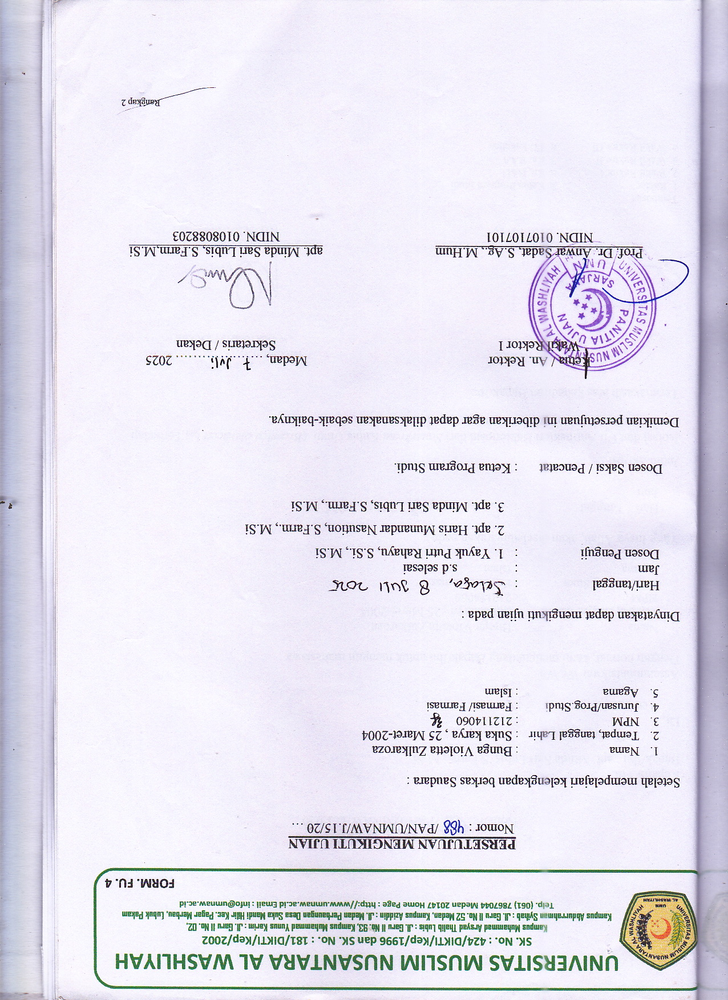 UNIVERSITAS MUSLIM NUSANTARA AL WASHLIYAH
SK. No. : 424/DIKTI/Kep/1996 dan SK. No. : 181/DIKTI/Kep/2002
Kampus Muhammad Arsyad Thalib Lubis : Jl. Garu II No. 93, Kampus Muhammad Yunus Karim : Jl. Garu II No. 02,
Kampus Abdurrahman Syihab : Jl. Garu II No. 52 Medan, Kampus Aziddin : Jl. Medan Perbaungan Desa Suka Mandi Hilir Kec. Pagar Merbau, Lubuk Pakam
Telp. (061) 7867044 Medan 20147 Home Page : http://www.umnaw.ac.id Email : info@umnaw.ac.id
UNIVERSITAS MUSLIM NUSANTARA AL WASHLIYAH
UMN
AL WASHLIYAH
FORM. FU. 4
PERSETUJUAN MENGIKUTI UJIAN
Nomor : 488 /PAN/UMNAW/J.15/20 ...
Setelah mempelajari kelengkapan berkas Saudara :
1. Nama : Bunga Violetta Zulkaroza
2. Tempat, tanggal Lahir : Suka karya , 25 Maret-2004
3. NPM : 212114060
4. Jurusan/Prog.Studi : Farmasi/ Farmasi
5. Agama : Islam
Dinyatakan dapat mengikuti ujian pada :
Hari/tanggal : Selasa, 8 Juli 2025
Jam : s.d selesai
Dosen Penguji : 1. Yayuk Putri Rahayu, S.Si., M.Si
2. apt. Haris Munandar Nasution, S.Farm., M.Si
3. apt. Minda Sari Lubis, S.Farm., M.Si
Dosen Saksi / Pencatat : Ketua Program Studi.
Demikian persetujuan ini diberikan agar dapat dilaksanakan sebaik-baiknya.
Medan, 7 Juli 2025
Ketua / An. Rektor
Wakil Rektor I
Sekretaris / Dekan
UNIVERSITAS MUSLIM NUSANTARA AL WASHLIYAH
PANITIA UJIAN
SARJANA
UMN
Prof. Dr. Anwar Sadat, S.Ag., M.Hum
NIDN. 0107107101
apt. Minda Sari Lubis, S.Farm,M.Si
NIDN. 0108088203
Rangkap 2